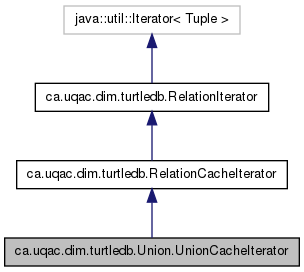 java::util::Iterator< Tuple >
ca.uqac.dim.turtledb.RelationIterator
ca.uqac.dim.turtledb.RelationCacheIterator
ca.uqac.dim.turtledb.Union.UnionCacheIterator